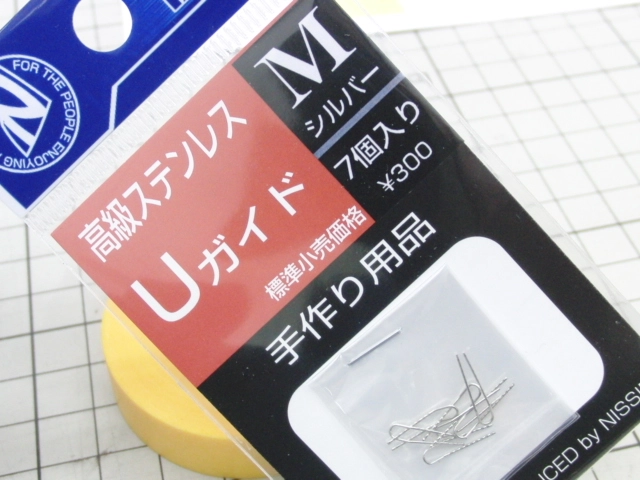 FOR THE PEOPLE ENJOYING
N
M
シルバー
7個入り
¥300
高級ステンレス
Uガイド
標準小売価格
手作り用品
CED by NISSI